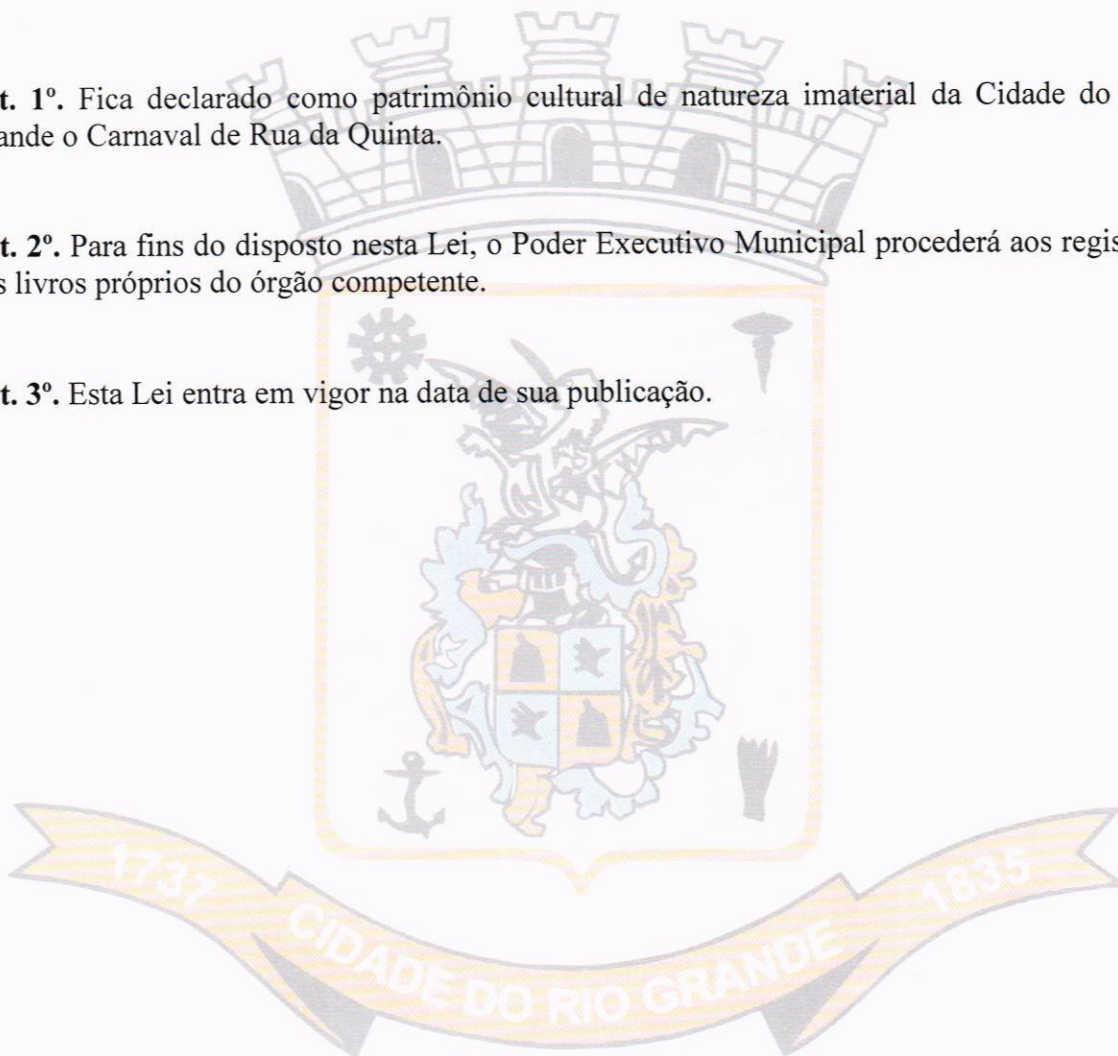 t. 1º. Fica declarado como patrimônio cultural de natureza imaterial da Cidade do
ande o Carnaval de Rua da Quinta.
t. 2º. Para fins do disposto nesta Lei, o Poder Executivo Municipal procederá aos regis
s livros próprios do órgão competente.
t. 3º. Esta Lei entra em vigor na data de sua publicação.
1737 CIDADE DO RIO GRANDE 1835